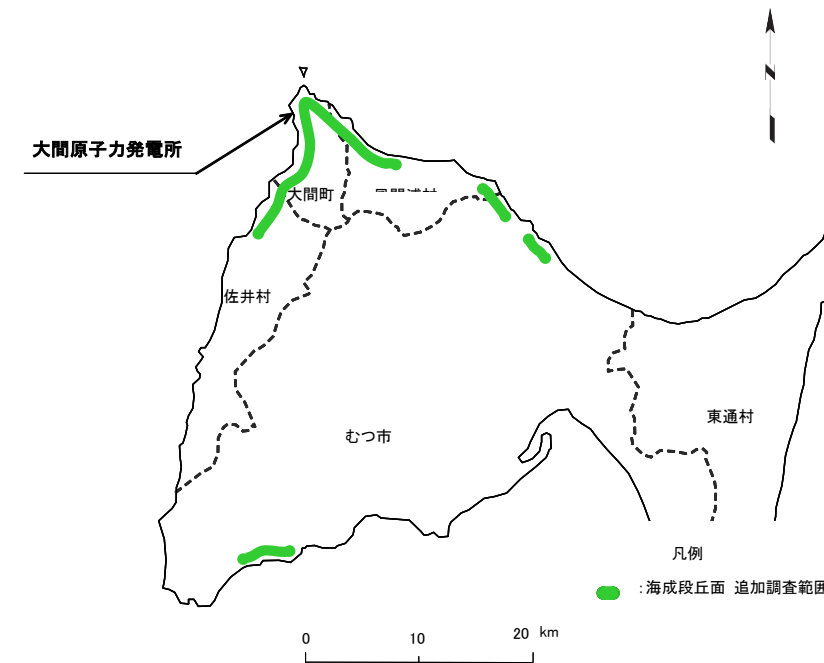 N
大間原子力発電所
大間町
佐井村
むつ市
東通村
凡例
:海成段丘面 追加調査範囲
0 10 20 km